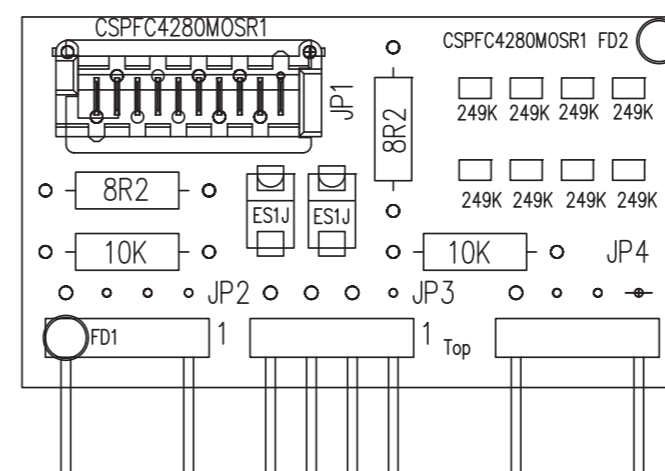 CSPFC4280MOSR1
CSPFC4280MOSR1 FD2
JP1
8R2
249K 249K 249K 249K
8R2
ES1J ES1J
249K 249K 249K 249K
10K
10K
JP4
JP2
JP3
FD1
1
1
Top